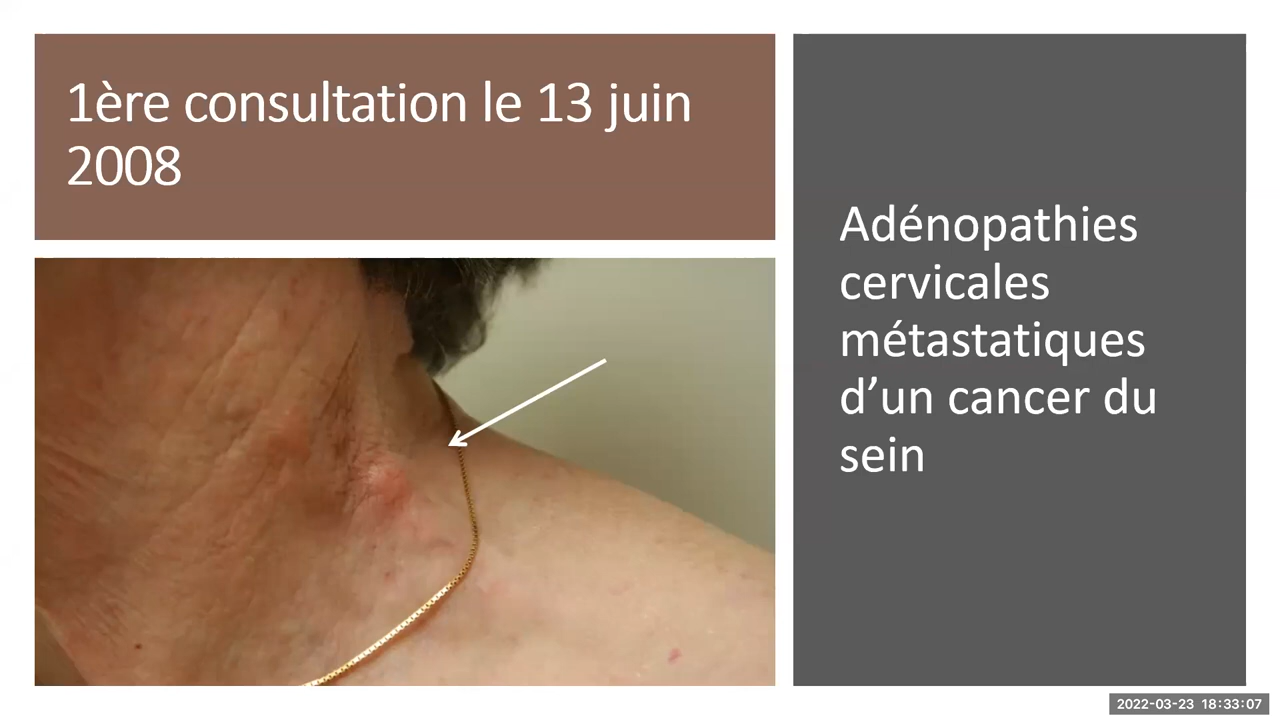 1ère consultation le 13 juin
2008
Adénopathies
cervicales
métastatiques
d’un cancer du
sein
2022-03-23 18:33:07